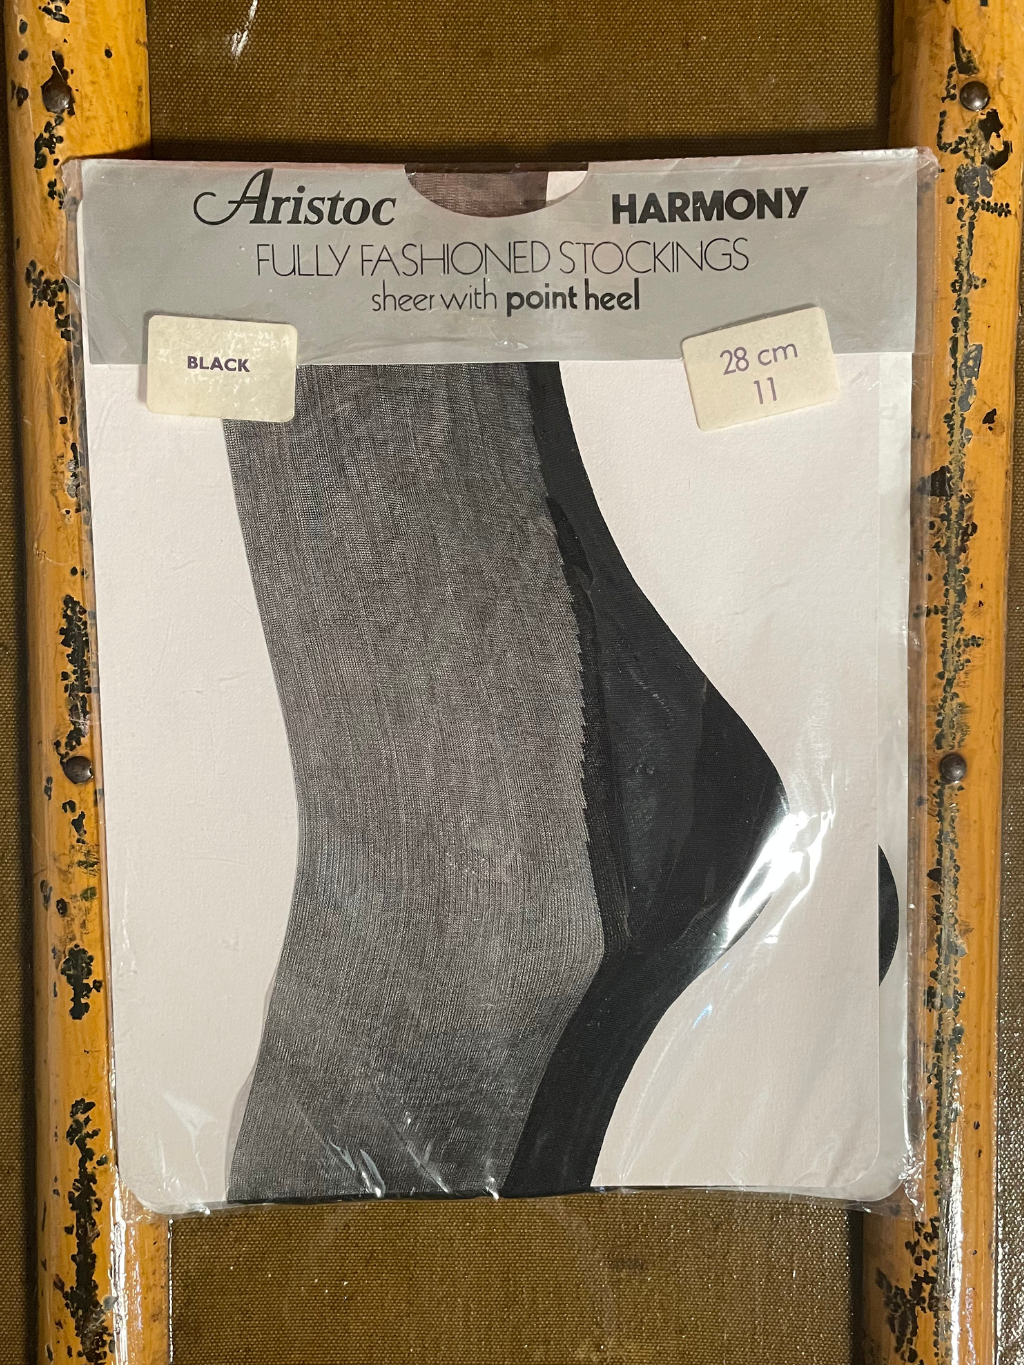 Aristoc HARMONY
FULLY FASHIONED STOCKINGS
sheer with point heel
BLACK
28 cm
11